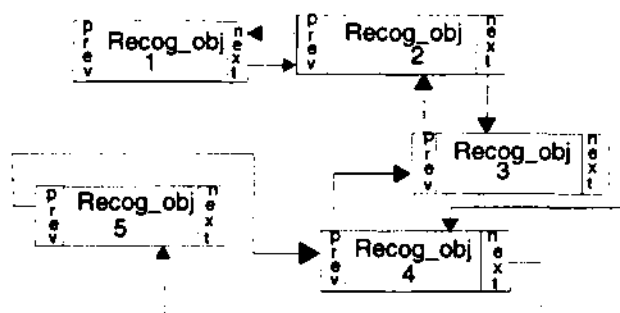 prev Recog_obj 1 next
prev Recog_obj 2 next
prev Recog_obj 3 next
prev Recog_obj 5 next
prev Recog_obj 4 next